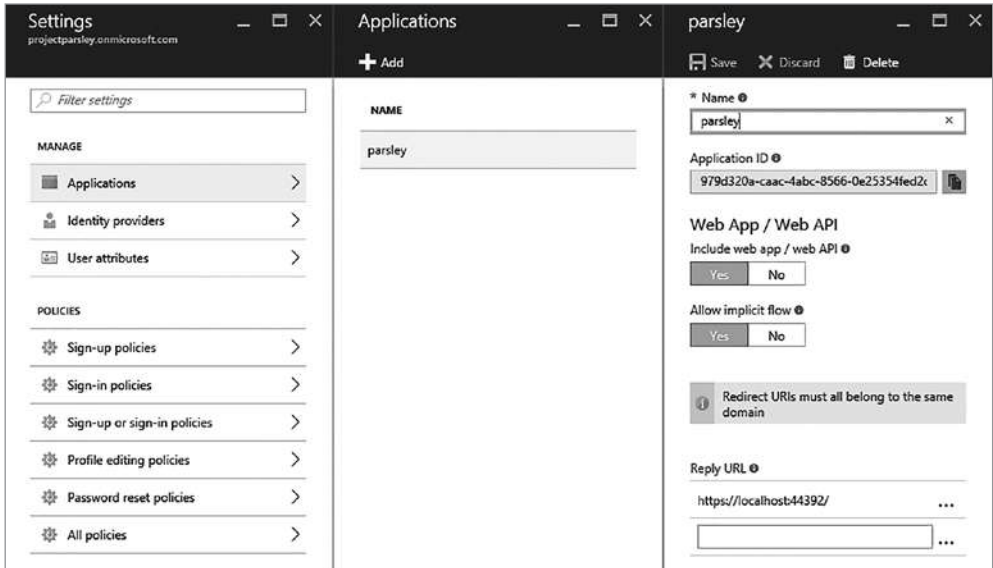 Settings
projectparsley.onmicrosoft.com
Filter settings
MANAGE
Applications
Identity providers
User attributes
POLICIES
Sign-up policies
Sign-in policies
Sign-up or sign-in policies
Profile editing policies
Password reset policies
All policies
Applications
Add
NAME
parsley
parsley
Save Discard Delete
* Name
parsley
Application ID
979d320a-caac-4abc-8566-0e25354fed2c
Web App / Web API
Include web app / web API
Yes No
Allow implicit flow
Yes No
Redirect URIs must all belong to the same
domain
Reply URL
https://localhost:44392/